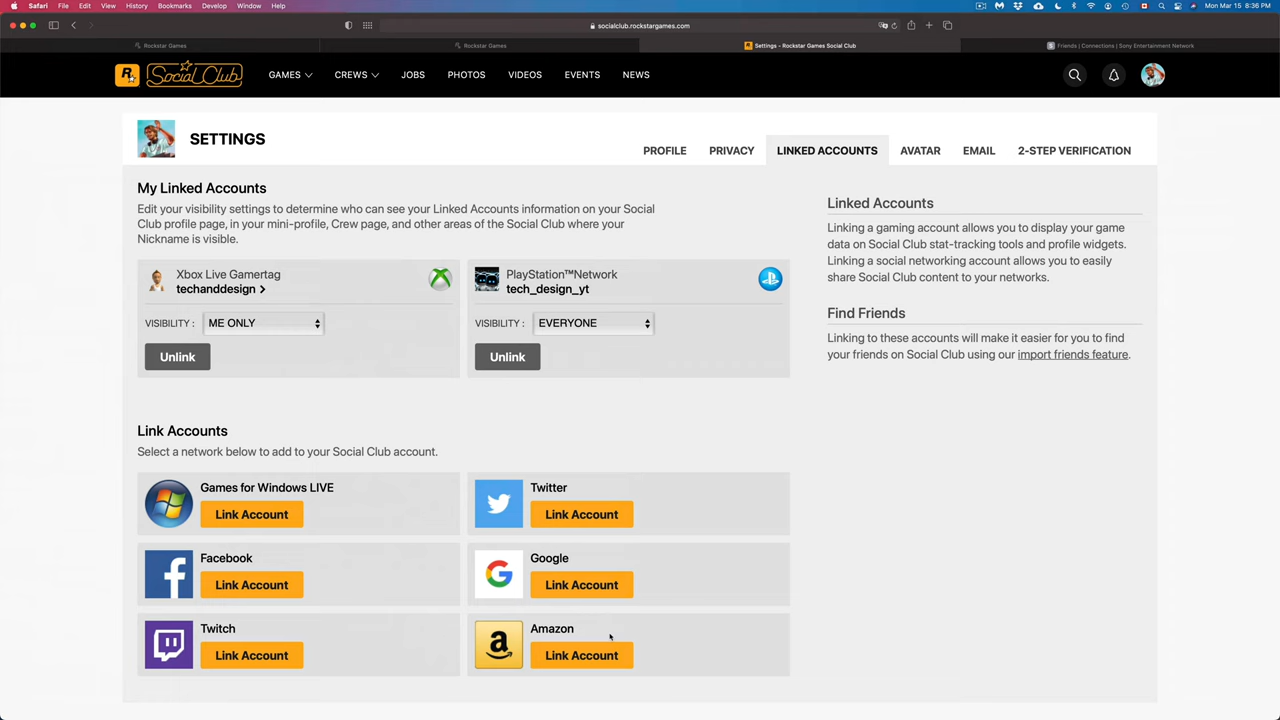 Safari File Edit View History Bookmarks Develop Window Help
Mon Mar 15 8:36 PM
socialclub.rockstargames.com
Rockstar Games
Rockstar Games
Settings - Rockstar Games Social Club
Friends | Connections | Sony Entertainment Network
R Social Club GAMES CREWS JOBS PHOTOS VIDEOS EVENTS NEWS
SETTINGS
PROFILE PRIVACY LINKED ACCOUNTS AVATAR EMAIL 2-STEP VERIFICATION
My Linked Accounts
Edit your visibility settings to determine who can see your Linked Accounts information on your Social
Club profile page, in your mini-profile, Crew page, and other areas of the Social Club where your
Nickname is visible.
Xbox Live Gamertag
techanddesign >
VISIBILITY : ME ONLY
Unlink
PlayStation™Network
tech_design_yt
VISIBILITY : EVERYONE
Unlink
Linked Accounts
Linking a gaming account allows you to display your game
data on Social Club stat-tracking tools and profile widgets.
Linking a social networking account allows you to easily
share Social Club content to your networks.
Find Friends
Linking to these accounts will make it easier for you to find
your friends on Social Club using our import friends feature.
Link Accounts
Select a network below to add to your Social Club account.
Games for Windows LIVE
Link Account
Twitter
Link Account
Facebook
Link Account
Google
Link Account
Twitch
Link Account
Amazon
Link Account